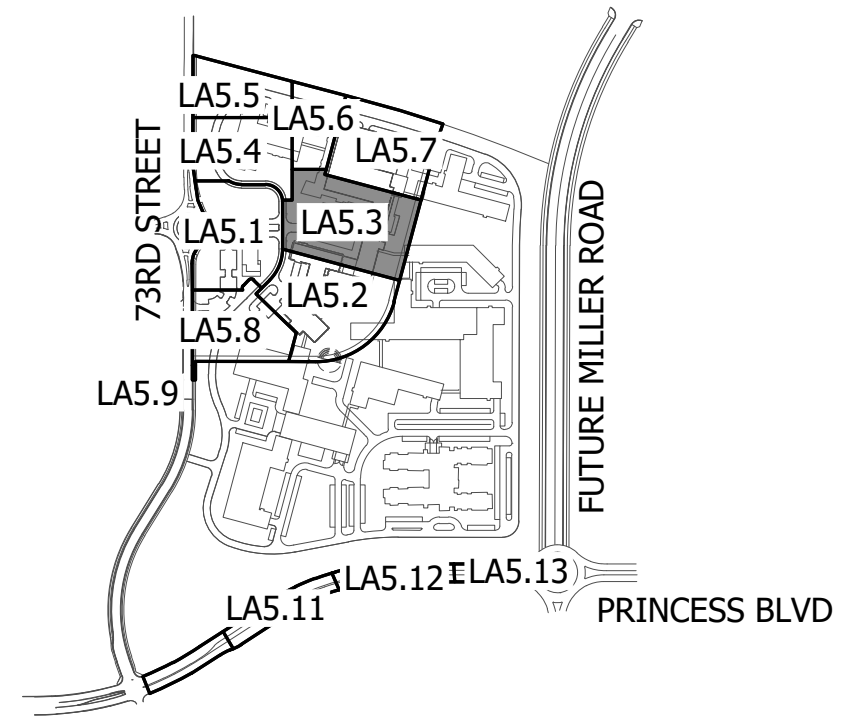 LA5.5
LA5.6
LA5.4
LA5.7
73RD STREET
LA5.3
LA5.1
LA5.2
LA5.8
FUTURE MILLER ROAD
LA5.9
LA5.12
LA5.13
LA5.11
PRINCESS BLVD